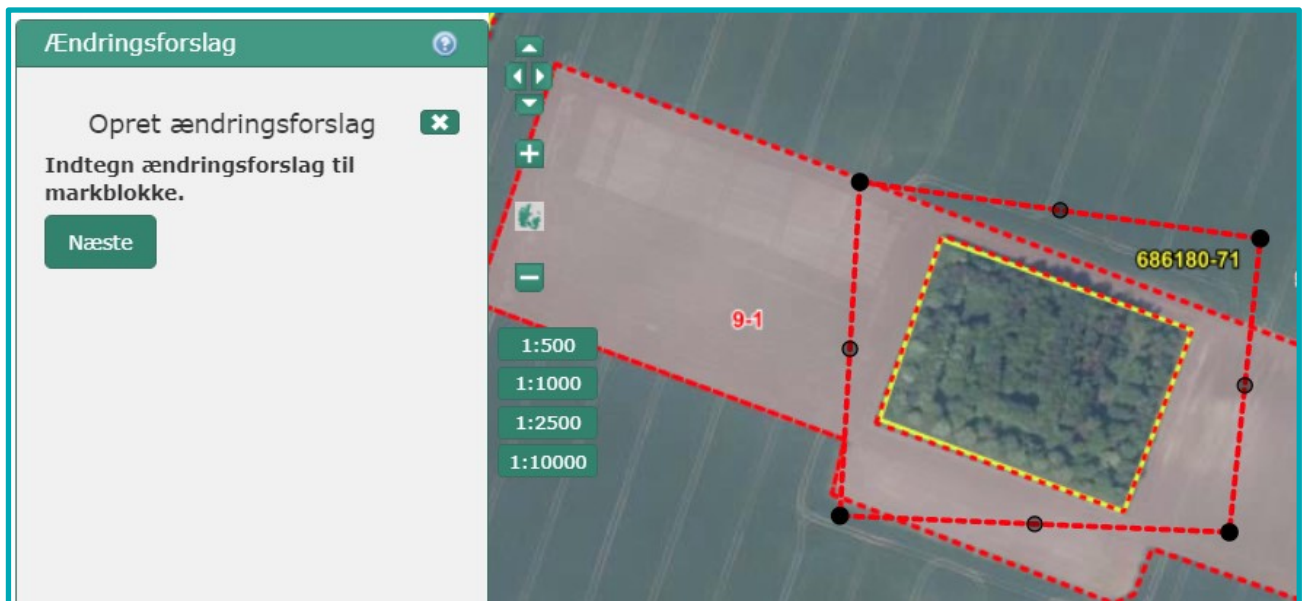 Ændringsforslag
Opret ændringsforslag
Indtegn ændringsforslag til
markblokke.
Næste
1:500
1:1000
1:2500
1:10000
9-1
686180-71